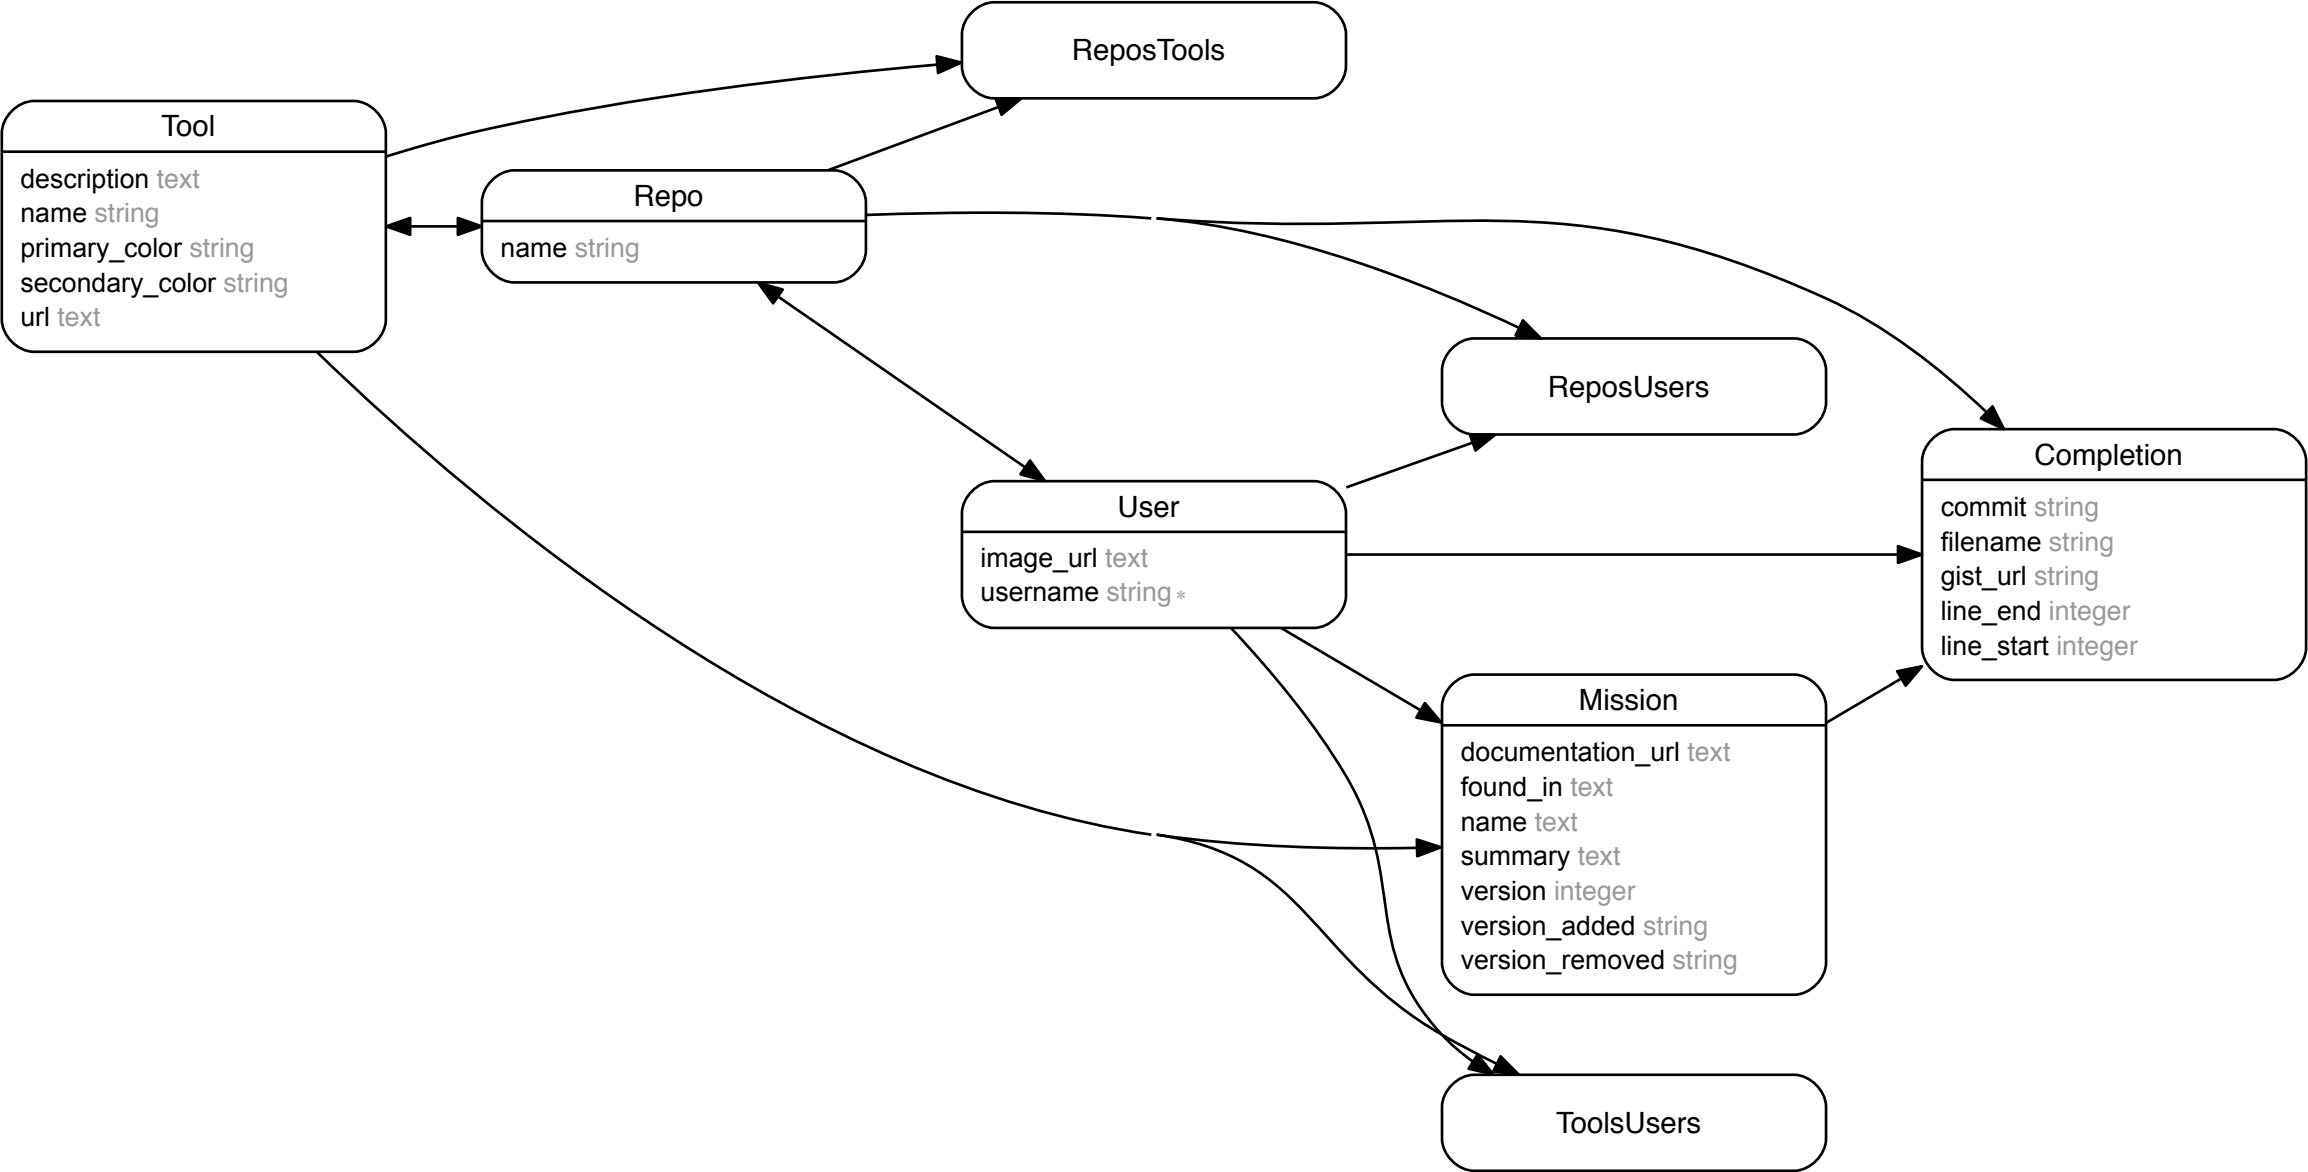 ReposTools
Tool
description text
name string
primary_color string
secondary_color string
url text
Repo
name string
ReposUsers
User
image_url text
username string *
Completion
commit string
filename string
gist_url string
line_end integer
line_start integer
Mission
documentation_url text
found_in text
name text
summary text
version integer
version_added string
version_removed string
ToolsUsers